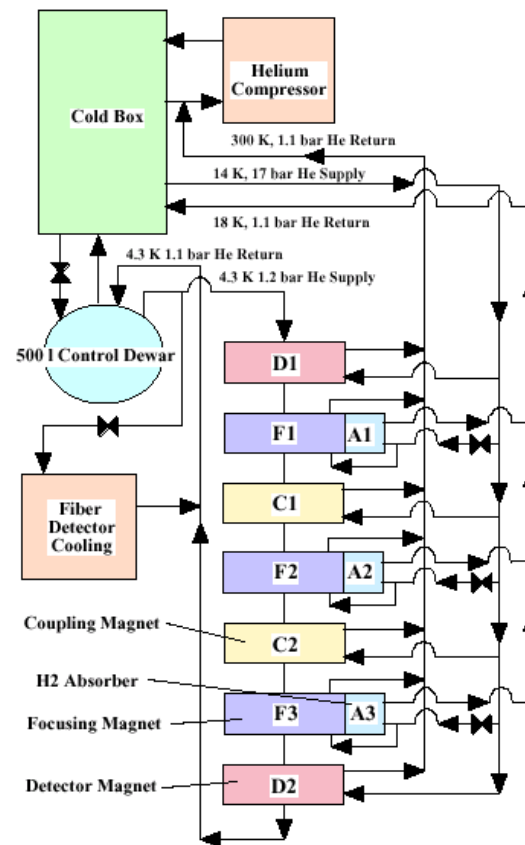 Helium
Compressor
Cold Box
300 K, 1.1 bar He Return
14 K, 17 bar He Supply
18 K, 1.1 bar He Return
4.3 K 1.1 bar He Return
4.3 K 1.2 bar He Supply
500 l Control Dewar
D1
F1 A1
Fiber
Detector
Cooling
C1
F2 A2
Coupling Magnet
C2
H2 Absorber
Focusing Magnet
F3 A3
Detector Magnet
D2